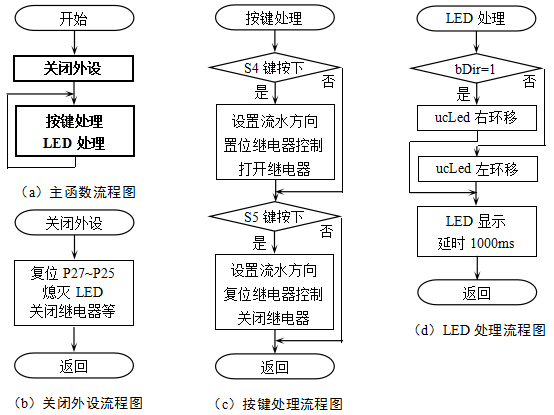 开始
关闭外设
按键处理
LED 处理
（a）主函数流程图
关闭外设
复位 P27~P25
熄灭 LED
关闭继电器等
返回
（b）关闭外设流程图
按键处理
S4 键按下
是
否
设置流水方向
置位继电器控制
打开继电器
S5 键按下
是
否
设置流水方向
复位继电器控制
关闭继电器
返回
（c）按键处理流程图
LED 处理
bDir=1
是
否
ucLed 右环移
ucLed 左环移
LED 显示
延时 1000ms
返回
（d）LED 处理流程图